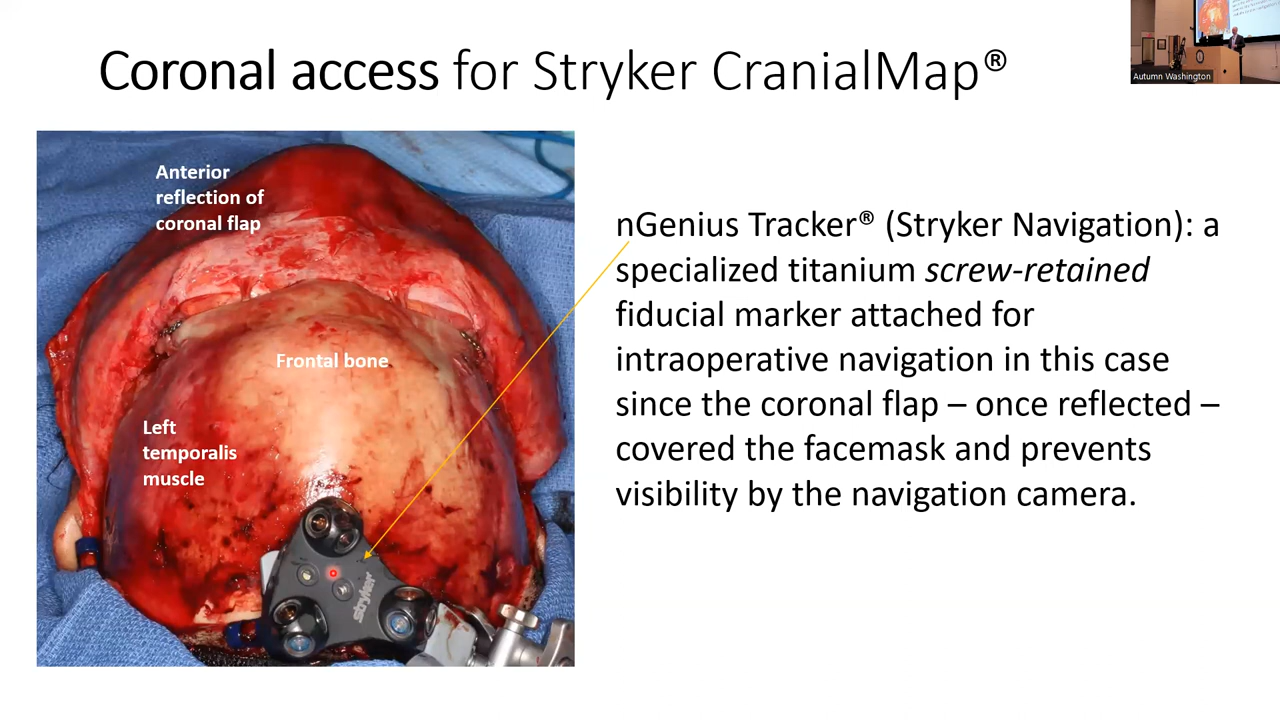 Coronal access for Stryker CranialMap®
Autumn Washington
Anterior
reflection of
coronal flap
Frontal bone
Left
temporalis
muscle
stryker
nGenius Tracker® (Stryker Navigation): a
specialized titanium screw-retained
fiducial marker attached for
intraoperative navigation in this case
since the coronal flap – once reflected –
covered the facemask and prevents
visibility by the navigation camera.